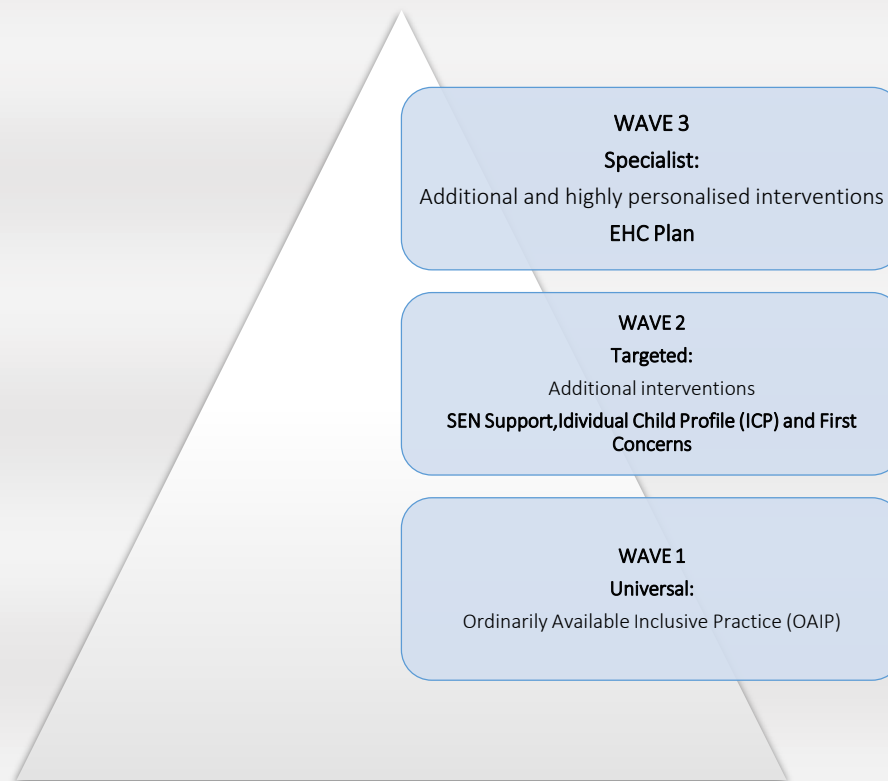 WAVE 3
Specialist:
Additional and highly personalised interventions
EHC Plan
WAVE 2
Targeted:
Additional interventions
SEN Support,Idividual Child Profile (ICP) and First
Concerns
WAVE 1
Universal:
Ordinarily Available Inclusive Practice (OAIP)